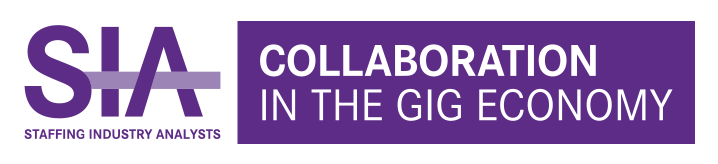 SIA
STAFFING INDUSTRY ANALYSTS
COLLABORATION
IN THE GIG ECONOMY